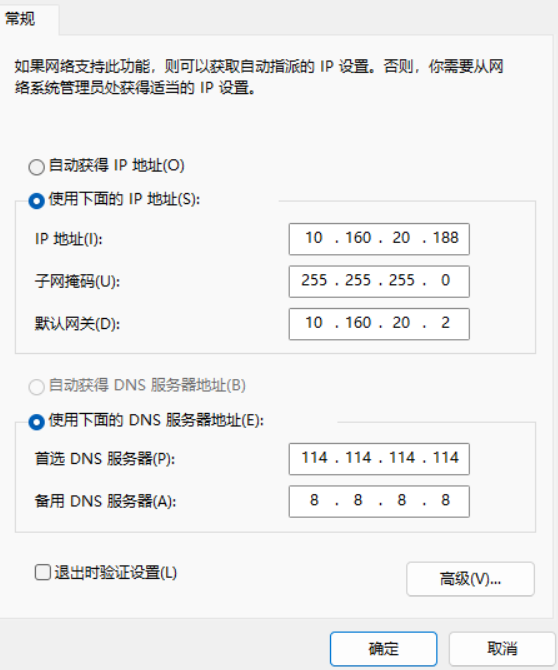 常规
如果网络支持此功能，则可以获取自动指派的 IP 设置。否则，你需要从网
络系统管理员处获得适当的 IP 设置。
自动获得 IP 地址(O)
使用下面的 IP 地址(S):
IP 地址(I): 10 . 160 . 20 . 188
子网掩码(U): 255 . 255 . 255 . 0
默认网关(D): 10 . 160 . 20 . 2
自动获得 DNS 服务器地址(B)
使用下面的 DNS 服务器地址(E):
首选 DNS 服务器(P): 114 . 114 . 114 . 114
备用 DNS 服务器(A): 8 . 8 . 8 . 8
退出时验证设置(L)
高级(V)...
确定 取消